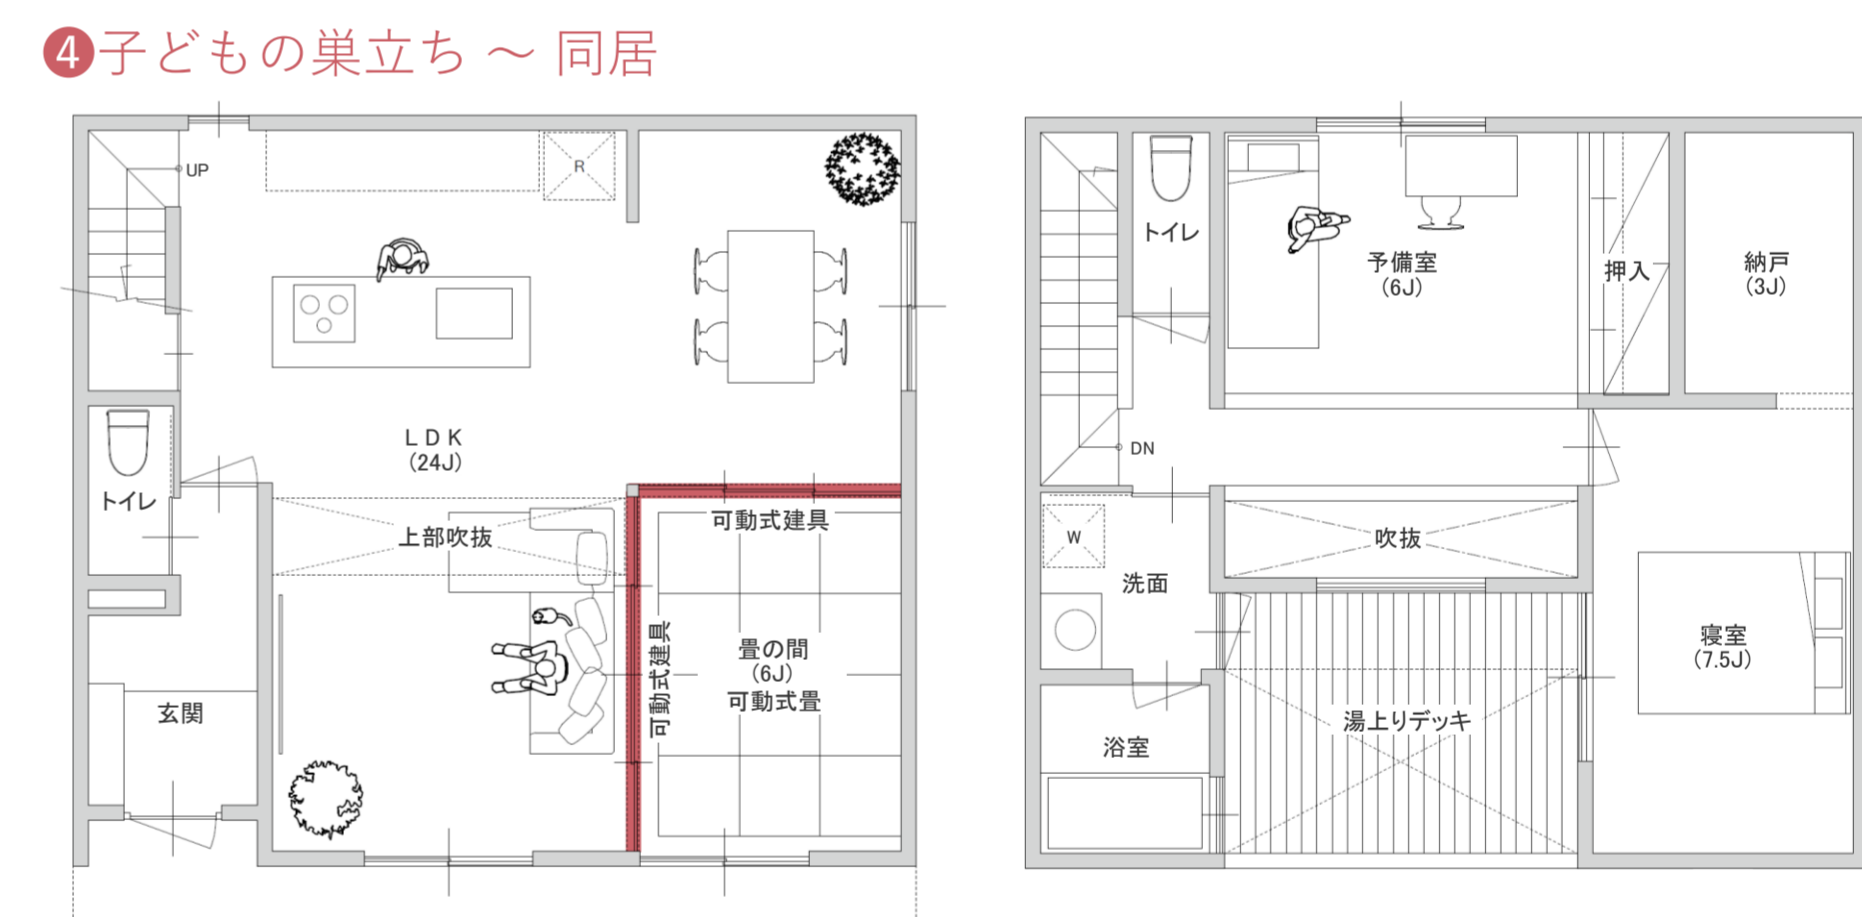 ❹子どもの巣立ち ～ 同居
UP
R
LDK
(24J)
トイレ
上部吹抜
可動式建具
可動式建具
畳の間
(6J)
可動式畳
玄関
トイレ
予備室
(6J)
押入
納戸
(3J)
DN
W
吹抜
洗面
寝室
(7.5J)
湯上りデッキ
浴室